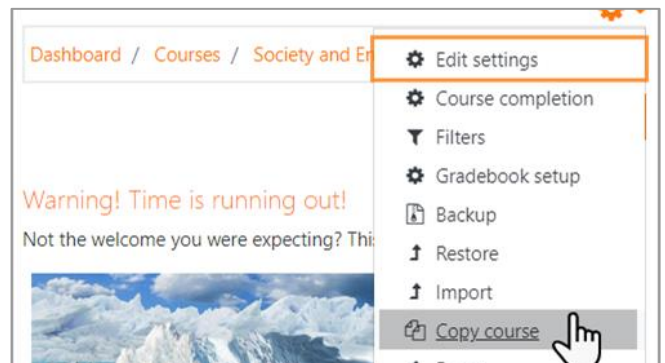 Dashboard / Courses / Society and En
Edit settings
Course completion
Filters
Gradebook setup
Backup
Restore
Import
Copy course
Warning! Time is running out!
Not the welcome you were expecting? This